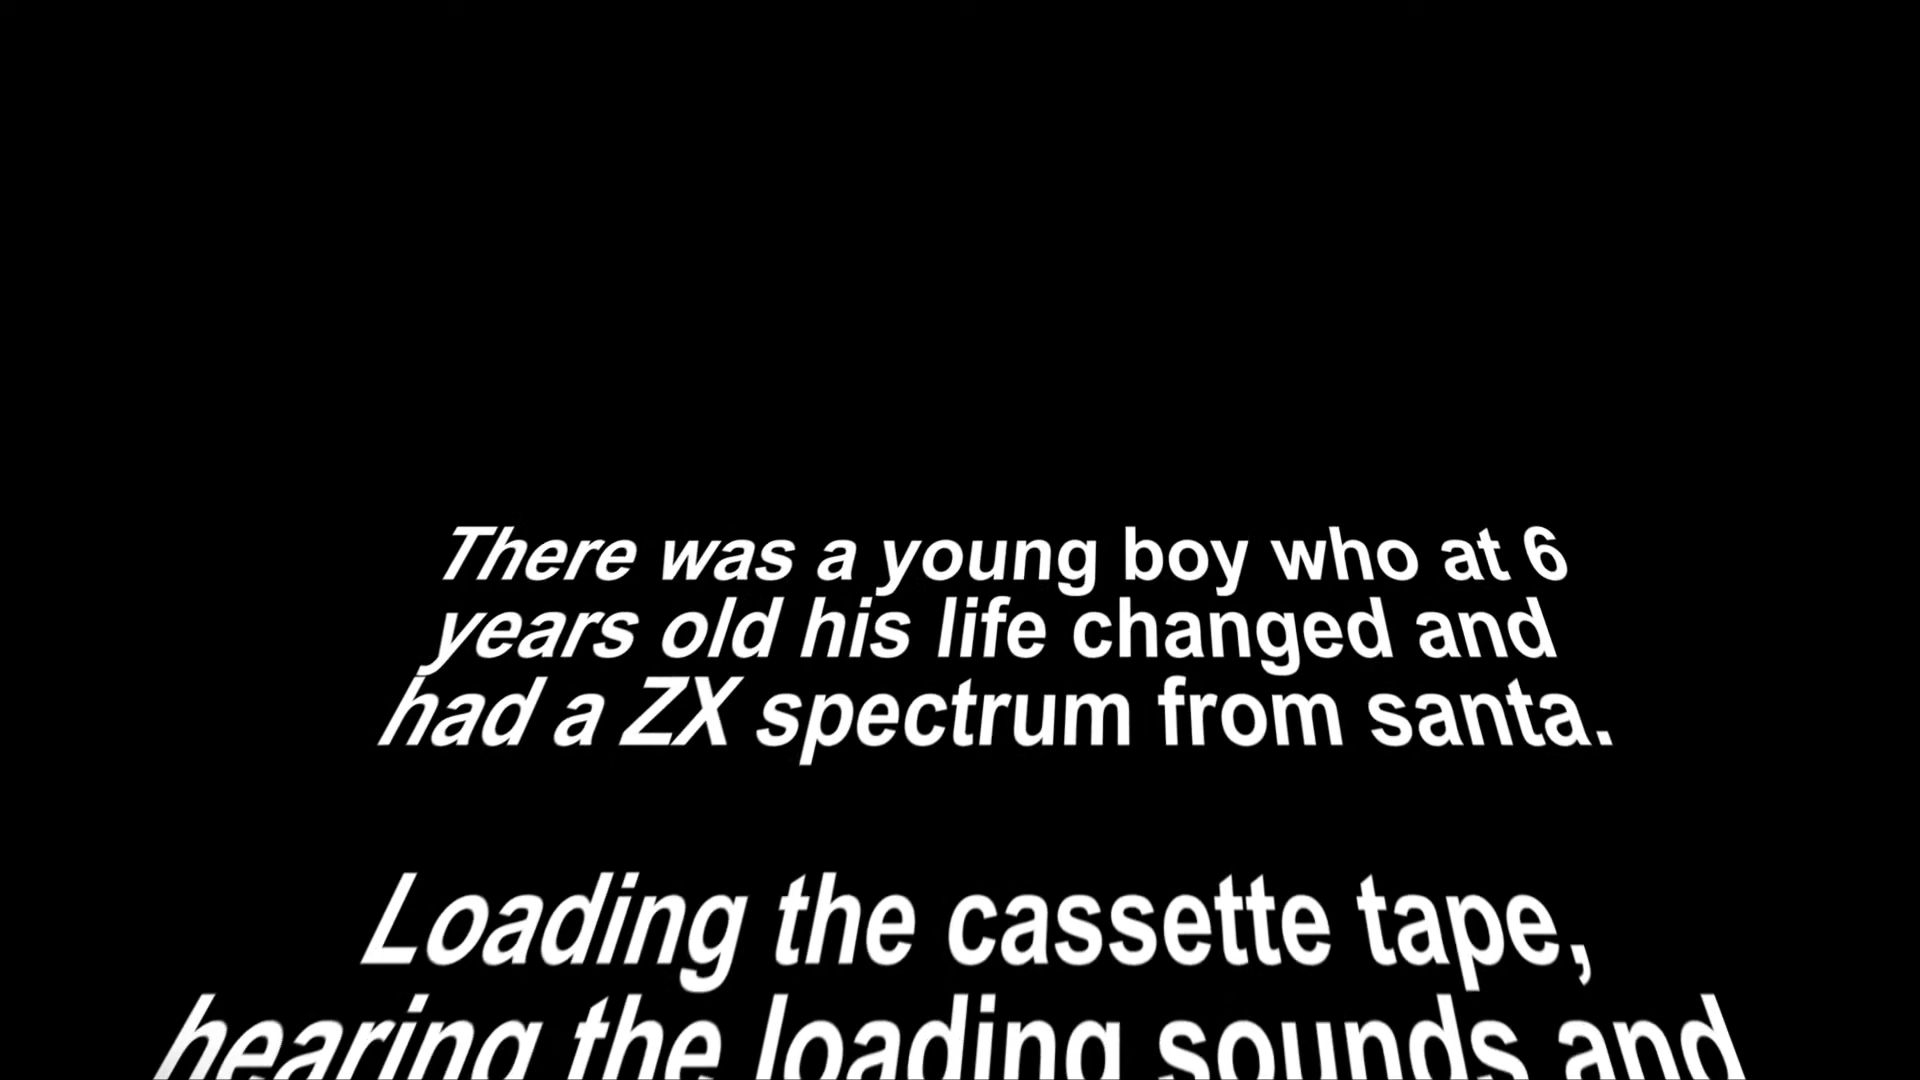 There was a young boy who at 6
years old his life changed and
had a ZX spectrum from santa.
Loading the cassette tape,
hearing the loading sounds and